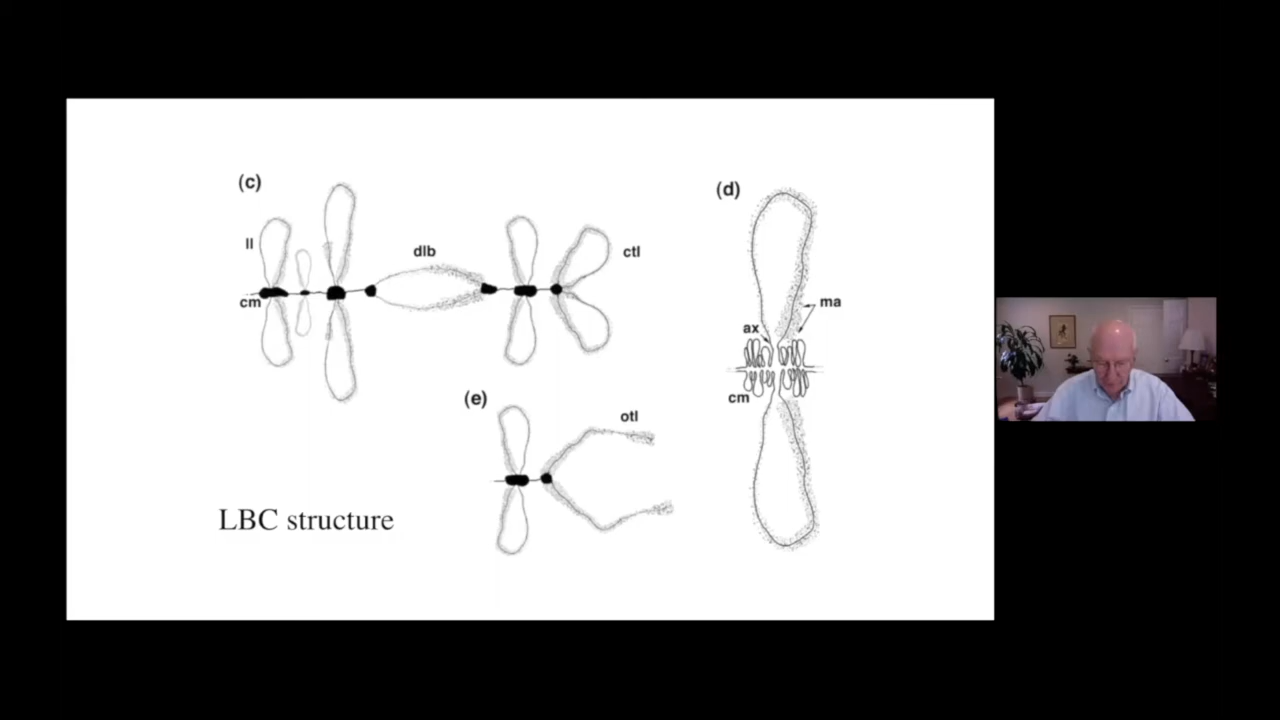 (c)
ll
cm
dlb
ctl
(d)
ma
ax
cm
(e)
otl
LBC structure